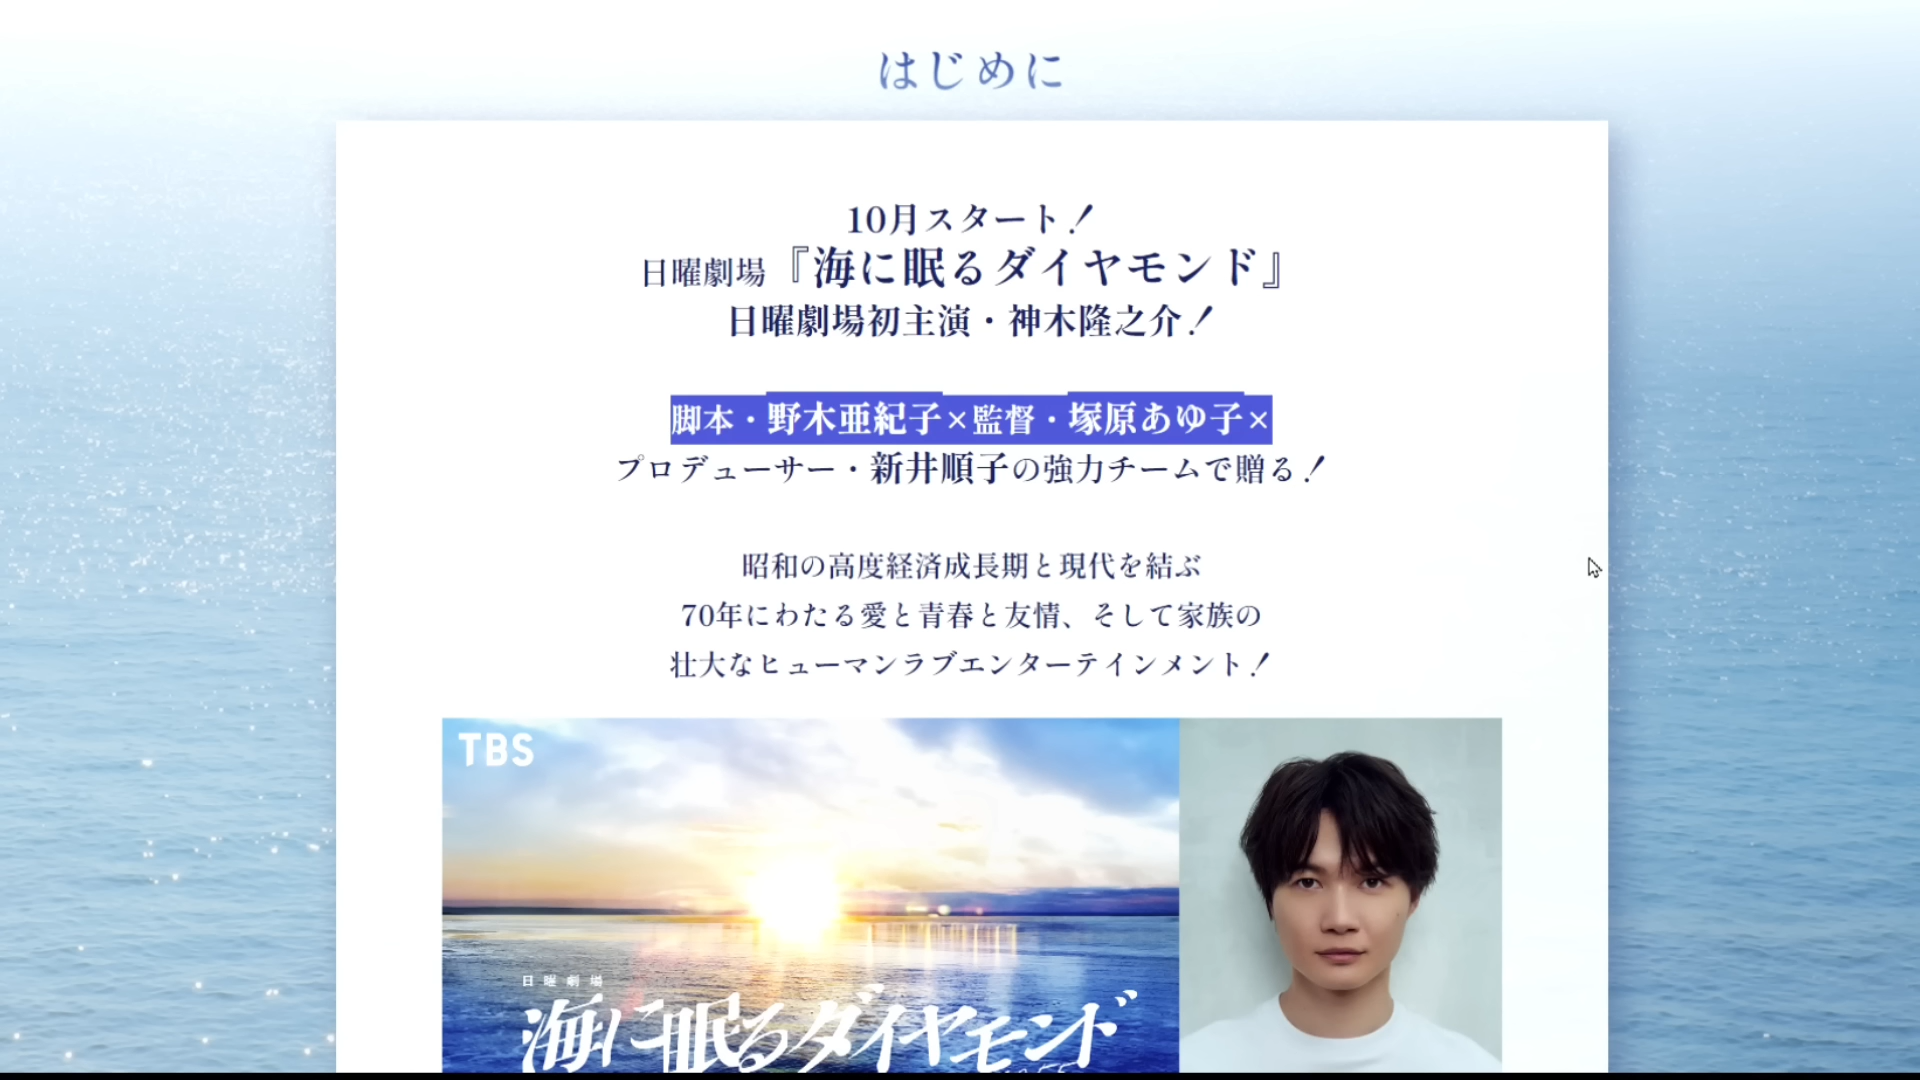 はじめに
10月スタート！
日曜劇場『海に眠るダイヤモンド』
日曜劇場初主演・神木隆之介！
脚本・野木亜紀子×監督・塚原あゆ子×
プロデューサー・新井順子の強力チームで贈る！
昭和の高度経済成長期と現代を結ぶ
70年にわたる愛と青春と友情、そして家族の
壮大なヒューマンラブエンターテインメント！
TBS
日曜劇場
海に眠るダイヤモンド